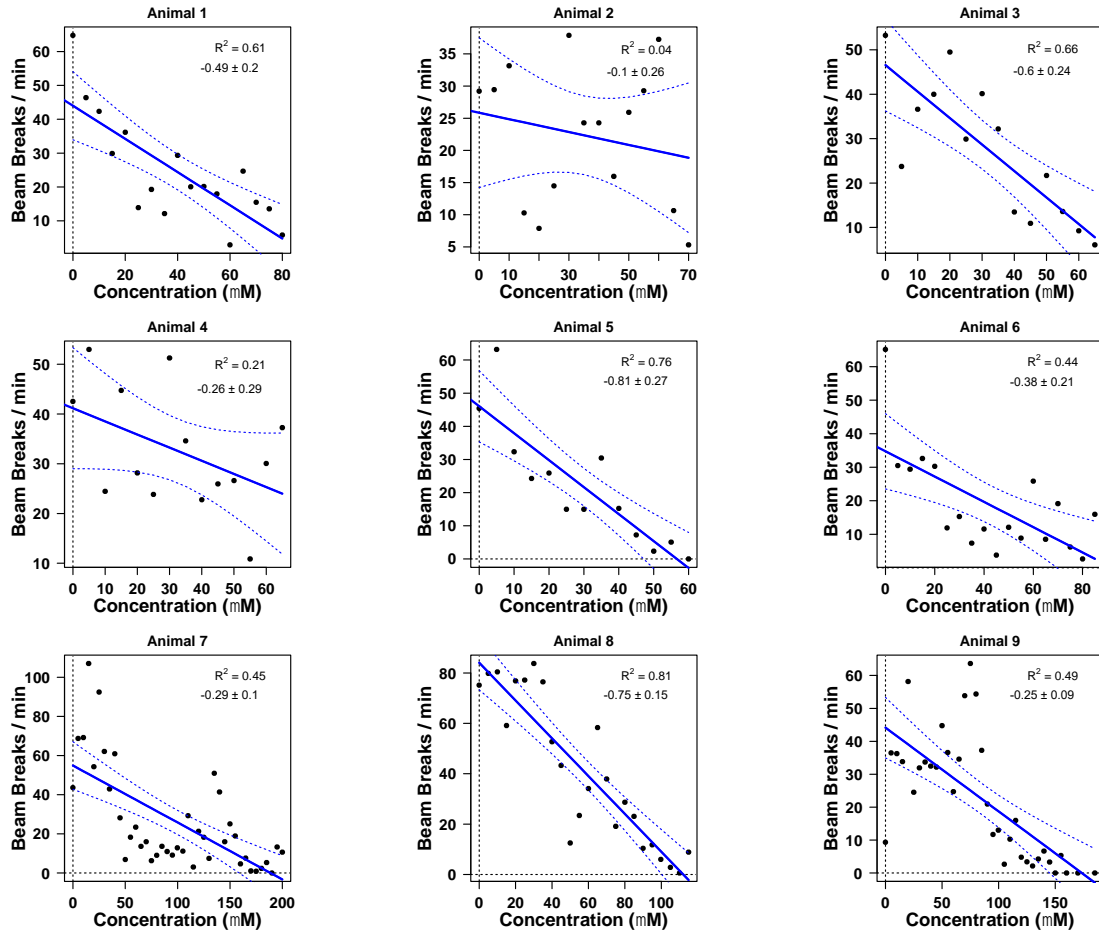 Animal 1
R² = 0.61
-0.49 ± 0.2
Beam Breaks / min
60
50
40
30
20
10
0 20 40 60 80
Concentration (mM)
Animal 2
R² = 0.04
-0.1 ± 0.26
Beam Breaks / min
35
30
25
20
15
10
5
0 10 30 50 70
Concentration (mM)
Animal 3
R² = 0.66
-0.6 ± 0.24
Beam Breaks / min
50
40
30
20
10
0 10 20 30 40 50 60
Concentration (mM)
Animal 4
R² = 0.21
-0.26 ± 0.29
Beam Breaks / min
50
40
30
20
10
0 10 20 30 40 50 60
Concentration (mM)
Animal 5
R² = 0.76
-0.81 ± 0.27
Beam Breaks / min
60
50
40
30
20
10
0
0 10 20 30 40 50 60
Concentration (mM)
Animal 6
R² = 0.44
-0.38 ± 0.21
Beam Breaks / min
60
50
40
30
20
10
0 20 40 60 80
Concentration (mM)
Animal 7
R² = 0.45
-0.29 ± 0.1
Beam Breaks / min
100
80
60
40
20
0
0 50 100 150 200
Concentration (mM)
Animal 8
R² = 0.81
-0.75 ± 0.15
Beam Breaks / min
80
60
40
20
0
0 20 40 60 80 100
Concentration (mM)
Animal 9
R² = 0.49
-0.25 ± 0.09
Beam Breaks / min
60
50
40
30
20
10
0
0 50 100 150
Concentration (mM)